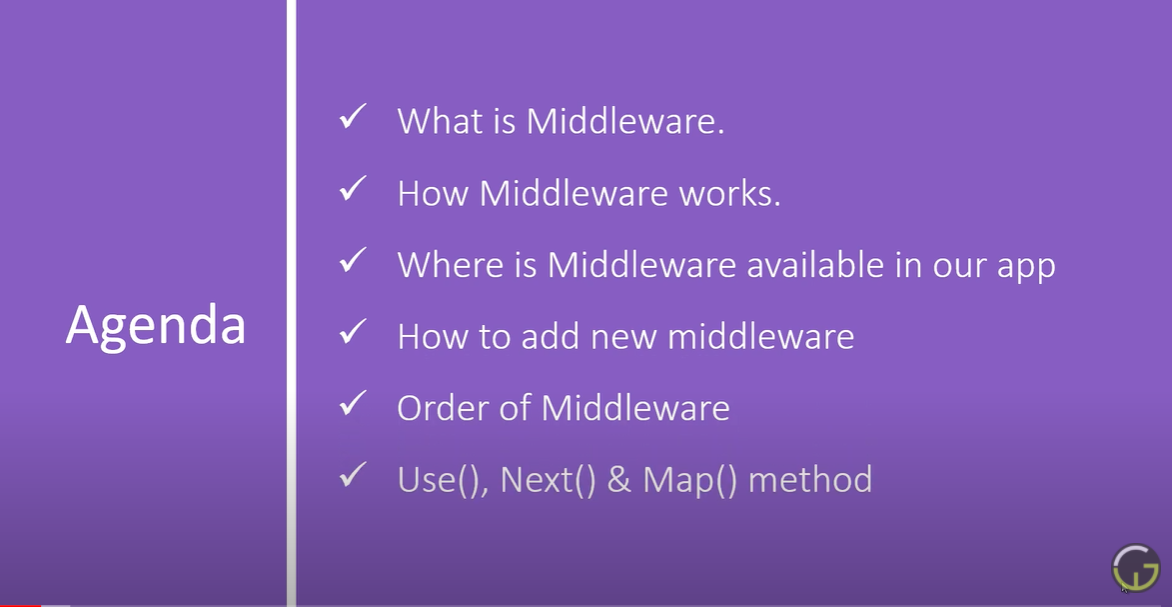 Agenda
What is Middleware.
How Middleware works.
Where is Middleware available in our app
How to add new middleware
Order of Middleware
Use(), Next() & Map() method